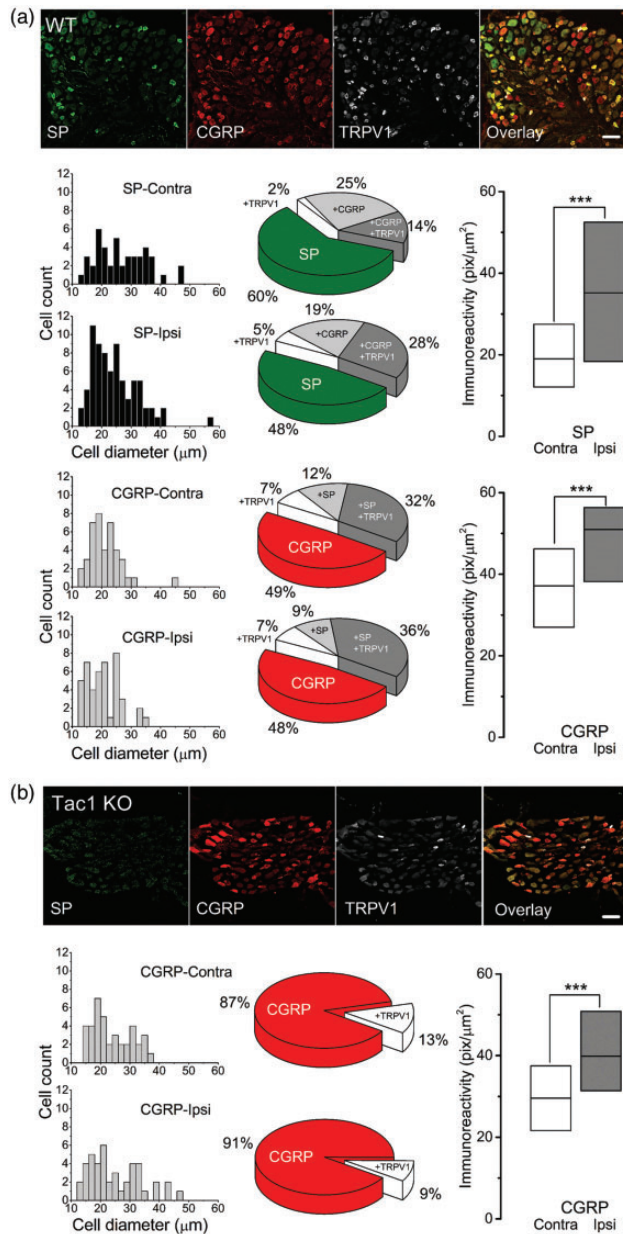 (a)
WT
SP
CGRP
TRPV1
Overlay
12
10
8
6
4
2
0
SP-Contra
2%
+TRPV1
25%
+CGRP
+CGRP
+TRPV1
14%
SP
60%
Cell count
12
10
8
6
4
2
0
SP-Ipsi
10 20 30 40 50 60
Cell diameter (μm)
5%
+TRPV1
19%
+CGRP
+CGRP
+TRPV1
28%
SP
48%
Immunoreactivity (pix/μm²)
60
40
20
0
***
SP
Contra Ipsi
12
10
8
6
4
2
0
CGRP-Contra
10 20 30 40 50 60
7%
+TRPV1
12%
+SP
+SP
+TRPV1
32%
CGRP
49%
Cell count
12
10
8
6
4
2
0
CGRP-Ipsi
10 20 30 40 50 60
Cell diameter (μm)
7%
+TRPV1
9%
+SP
+SP
+TRPV1
36%
CGRP
48%
Immunoreactivity (pix/μm²)
60
40
20
0
***
CGRP
Contra Ipsi
(b)
Tac1 KO
SP
CGRP
TRPV1
Overlay
12
10
8
6
4
2
0
CGRP-Contra
10 20 30 40 50 60
87%
CGRP
+TRPV1
13%
Cell count
12
10
8
6
4
2
0
CGRP-Ipsi
10 20 30 40 50 60
Cell diameter (μm)
91%
CGRP
+TRPV1
9%
Immunoreactivity (pix/μm²)
60
40
20
0
***
CGRP
Contra Ipsi